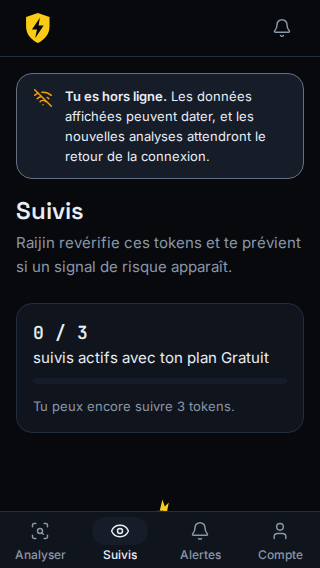 Tu es hors ligne. Les données
affichées peuvent dater, et les
nouvelles analyses attendront le
retour de la connexion.
Suivis
Raijin revérifie ces tokens et te prévient
si un signal de risque apparaît.
0 / 3
suivis actifs avec ton plan Gratuit
Tu peux encore suivre 3 tokens.
Analyser Suivis Alertes Compte